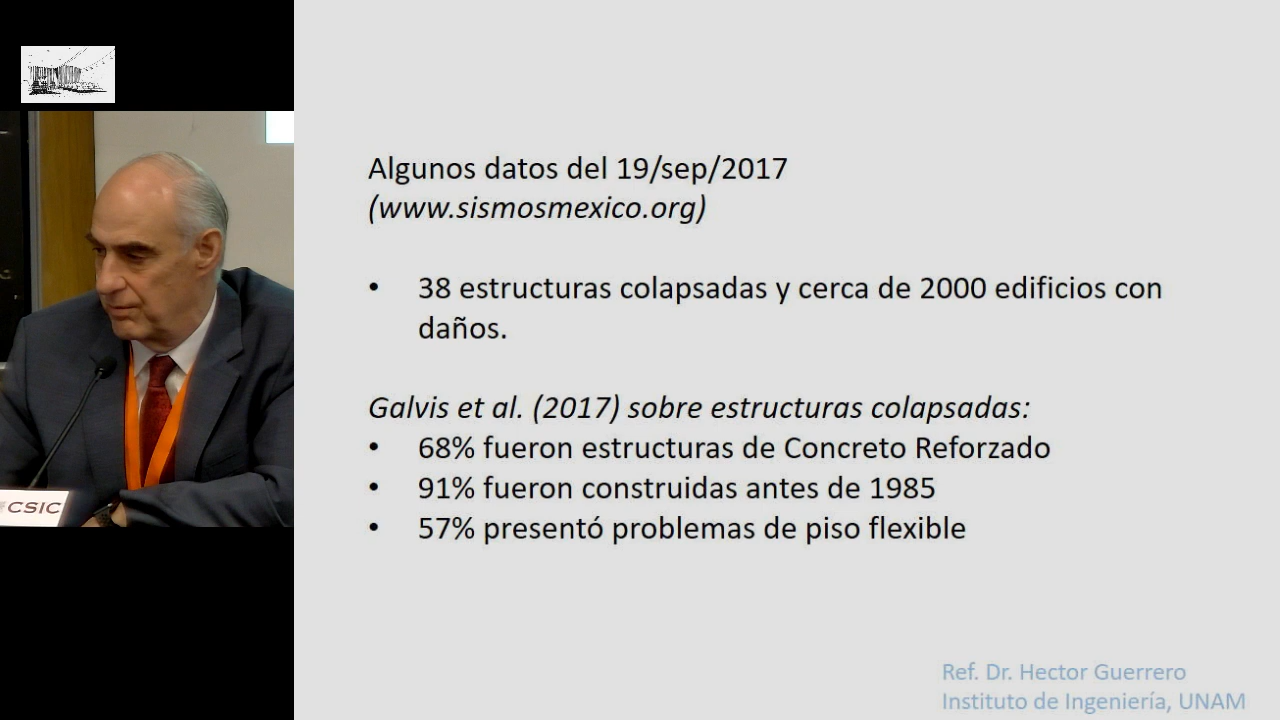 Algunos datos del 19/sep/2017
(www.sismosmexico.org)
• 38 estructuras colapsadas y cerca de 2000 edificios con
daños.
Galvis et al. (2017) sobre estructuras colapsadas:
• 68% fueron estructuras de Concreto Reforzado
• 91% fueron construidas antes de 1985
• 57% presentó problemas de piso flexible
CSIC
Ref. Dr. Hector Guerrero
Instituto de Ingeniería, UNAM